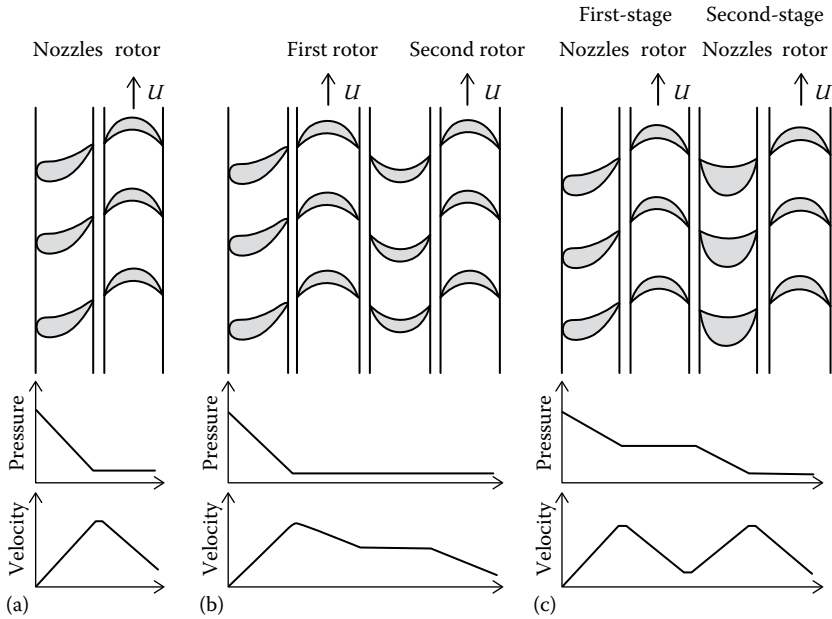 First-stage Second-stage
Nozzles rotor First rotor Second rotor Nozzles rotor Nozzles rotor
u u u u u
Pressure Pressure Pressure
Velocity Velocity Velocity
(a) (b) (c)